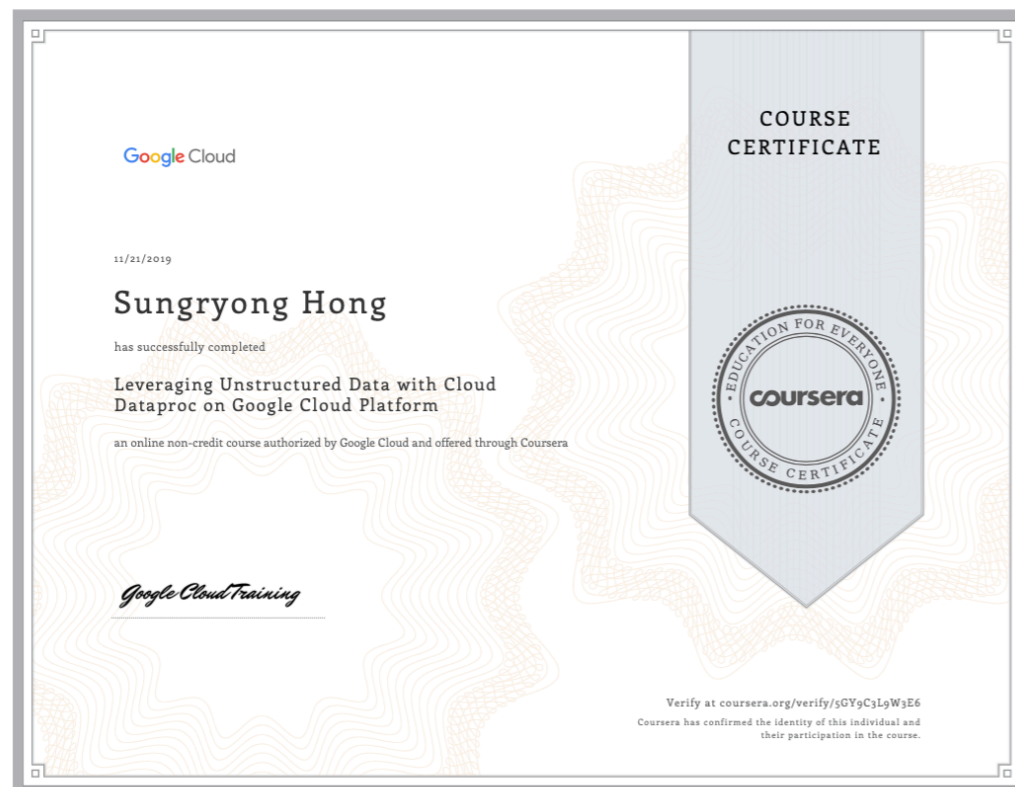 COURSE
CERTIFICATE
Google Cloud
11/21/2019
Sungryong Hong
has successfully completed
Leveraging Unstructured Data with Cloud
Dataproc on Google Cloud Platform
an online non-credit course authorized by Google Cloud and offered through Coursera
EDUCATION FOR EVERYONE
coursera
COURSE CERTIFICATE
Google Cloud Training
Verify at coursera.org/verify/5GY9C3L9W3E6
Coursera has confirmed the identity of this individual and
their participation in the course.